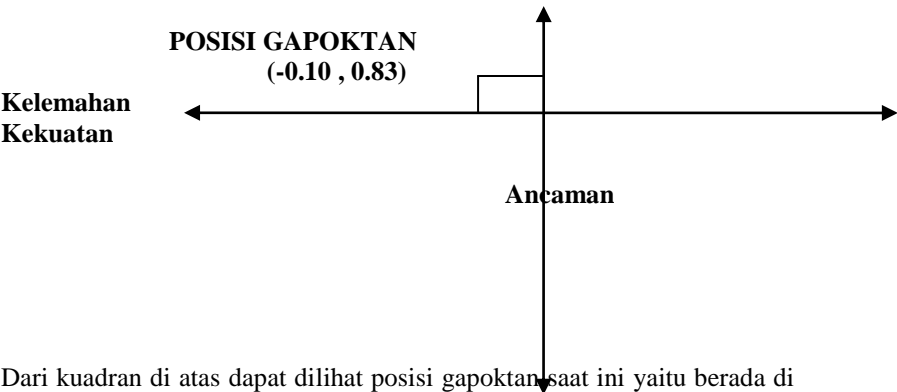 POSISI GAPOKTAN
(-0.10 , 0.83)
Kelemahan
Kekuatan
Ancaman
Dari kuadran di atas dapat dilihat posisi gapoktan saat ini yaitu berada di